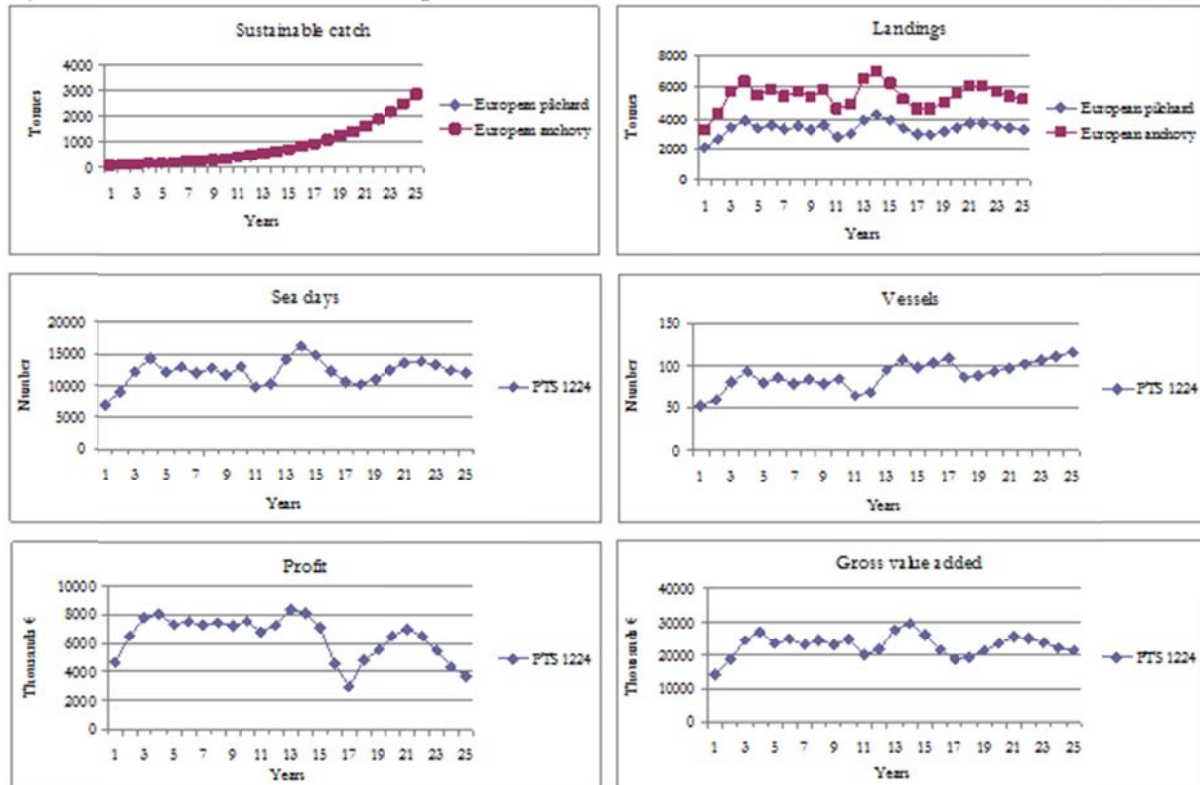 Sustainable catch
4000
3000
2000
1000
0
Tonnes
1 3 5 7 9 11 13 15 17 19 21 23 25
Years
European pilchard
European anchovy
Landings
8000
6000
4000
2000
0
Tonnes
1 3 5 7 9 11 13 15 17 19 21 23 25
Years
European pilchard
European anchovy
Sea days
20000
15000
10000
5000
0
Number
1 3 5 7 9 11 13 15 17 19 21 23 25
Years
PTS 1224
Vessels
150
100
50
0
Number
1 3 5 7 9 11 13 15 17 19 21 23 25
Years
PTS 1224
Profit
10000
8000
6000
4000
2000
0
Thousands €
1 3 5 7 9 11 13 15 17 19 21 23 25
Years
PTS 1224
Gross value added
40000
30000
20000
10000
0
Thousands €
1 3 5 7 9 11 13 15 17 19 21 23 25
Years
PTS 1224